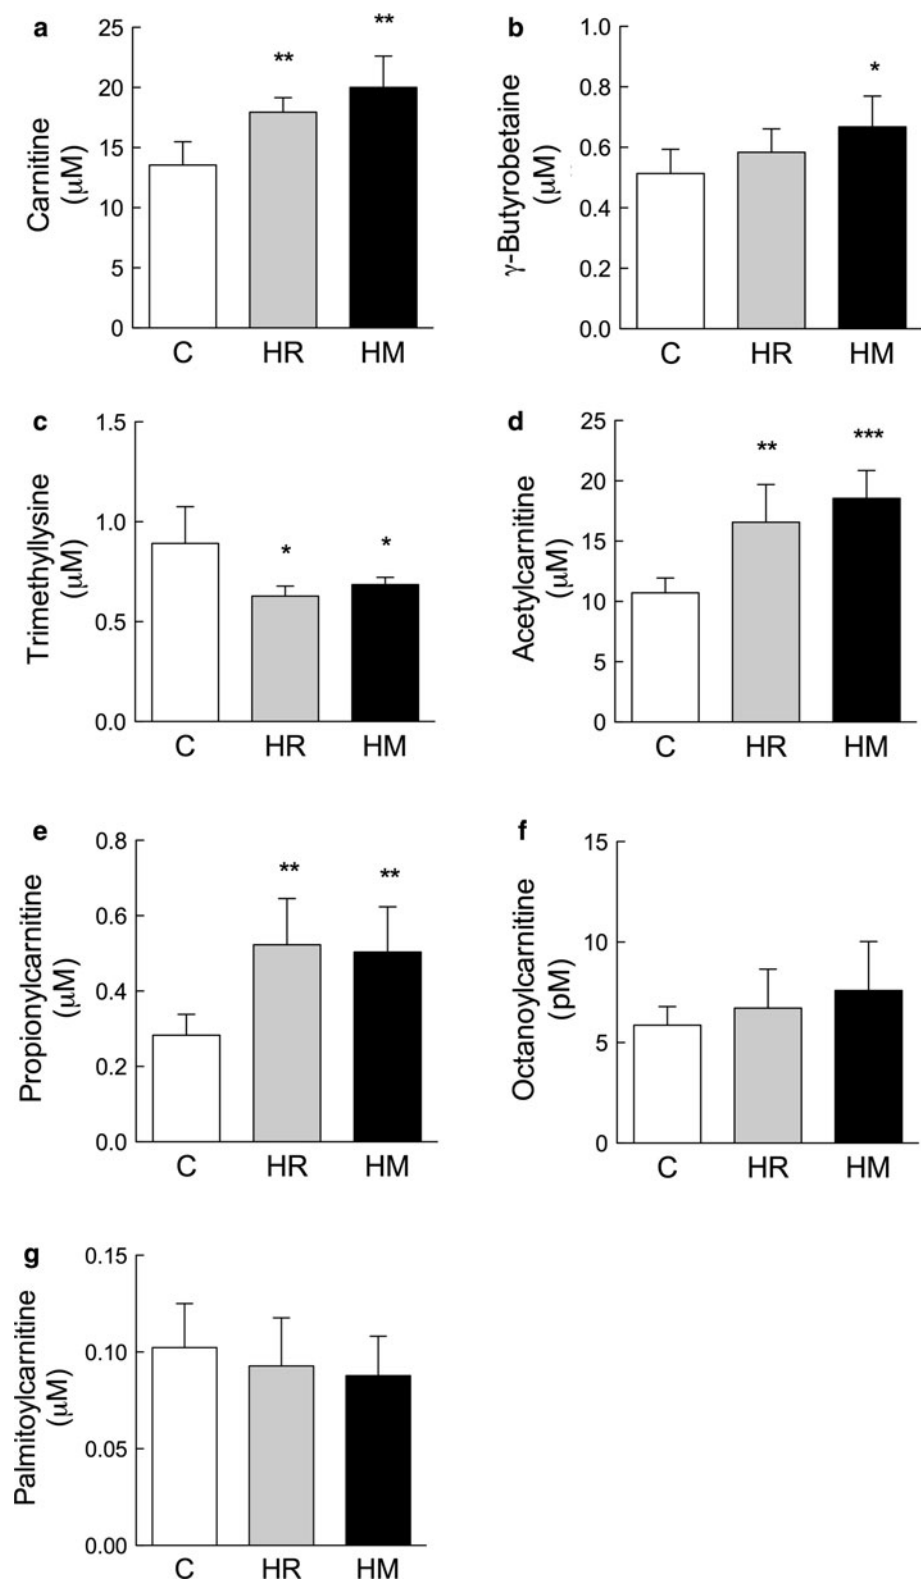 a
Carnitine
(μM)
25
20
15
10
5
0
** **
C HR HM
b
γ-Butyrobetaine
(μM)
1.0
0.8
0.6
0.4
0.2
0.0
*
C HR HM
c
Trimethyllysine
(μM)
1.5
1.0
0.5
0.0
* *
C HR HM
d
Acetylcarnitine
(μM)
25
20
15
10
5
0
** ***
C HR HM
e
Propionylcarnitine
(μM)
0.8
0.6
0.4
0.2
0.0
** **
C HR HM
f
Octanoylcarnitine
(pM)
15
10
5
0
C HR HM
g
Palmitoylcarnitine
(μM)
0.15
0.10
0.05
0.00
C HR HM